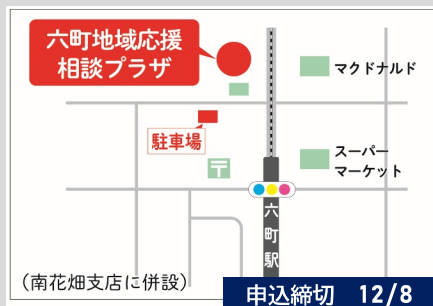 六町地域応援
相談プラザ
マクドナルド
駐車場
スーパー
マーケット
〒
六町駅
(南花畑支店に併設)
申込締切 12/8